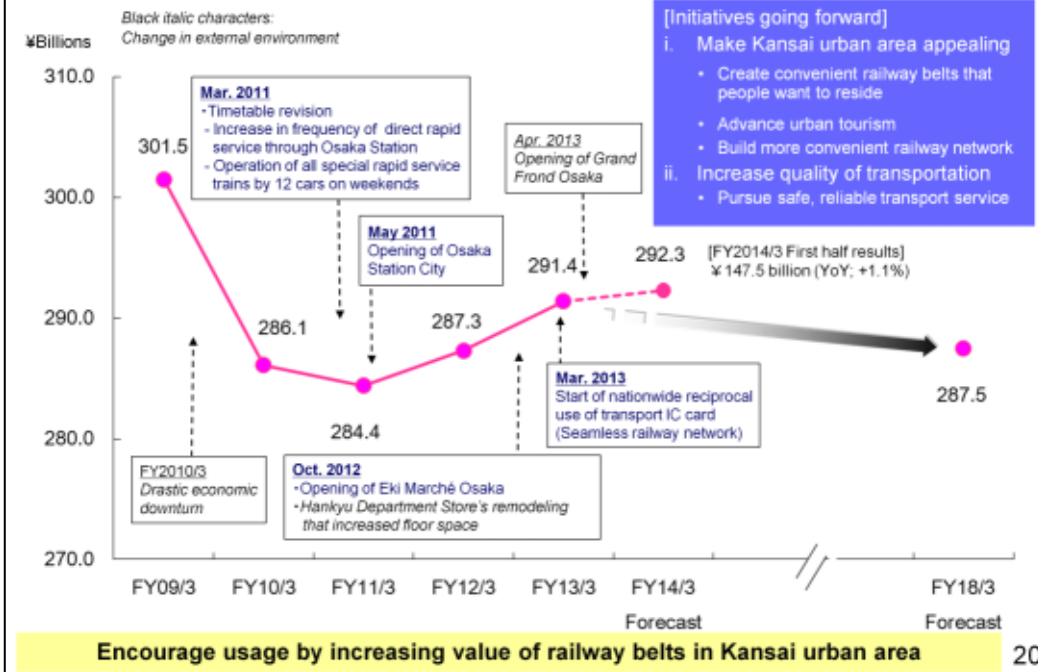 Black italic characters:
Change in external environment
¥Billions
[Initiatives going forward]
i. Make Kansai urban area appealing
• Create convenient railway belts that
people want to reside
• Advance urban tourism
• Build more convenient railway network
ii. Increase quality of transportation
• Pursue safe, reliable transport service
310.0
300.0
290.0
280.0
270.0
Mar. 2011
・Timetable revision
- Increase in frequency of direct rapid
service through Osaka Station
- Operation of all special rapid service
trains by 12 cars on weekends
Apr. 2013
Opening of Grand
Frond Osaka
May 2011
Opening of Osaka
Station City
301.5
286.1
284.4
287.3
291.4
292.3
[FY2014/3 First half results]
¥147.5 billion (YoY; +1.1%)
287.5
Mar. 2013
Start of nationwide reciprocal
use of transport IC card
(Seamless railway network)
FY2010/3
Drastic economic
downturn
Oct. 2012
・Opening of Eki Marché Osaka
・Hankyu Department Store's remodeling
that increased floor space
FY09/3
FY10/3
FY11/3
FY12/3
FY13/3
FY14/3
Forecast
FY18/3
Forecast
Encourage usage by increasing value of railway belts in Kansai urban area
20